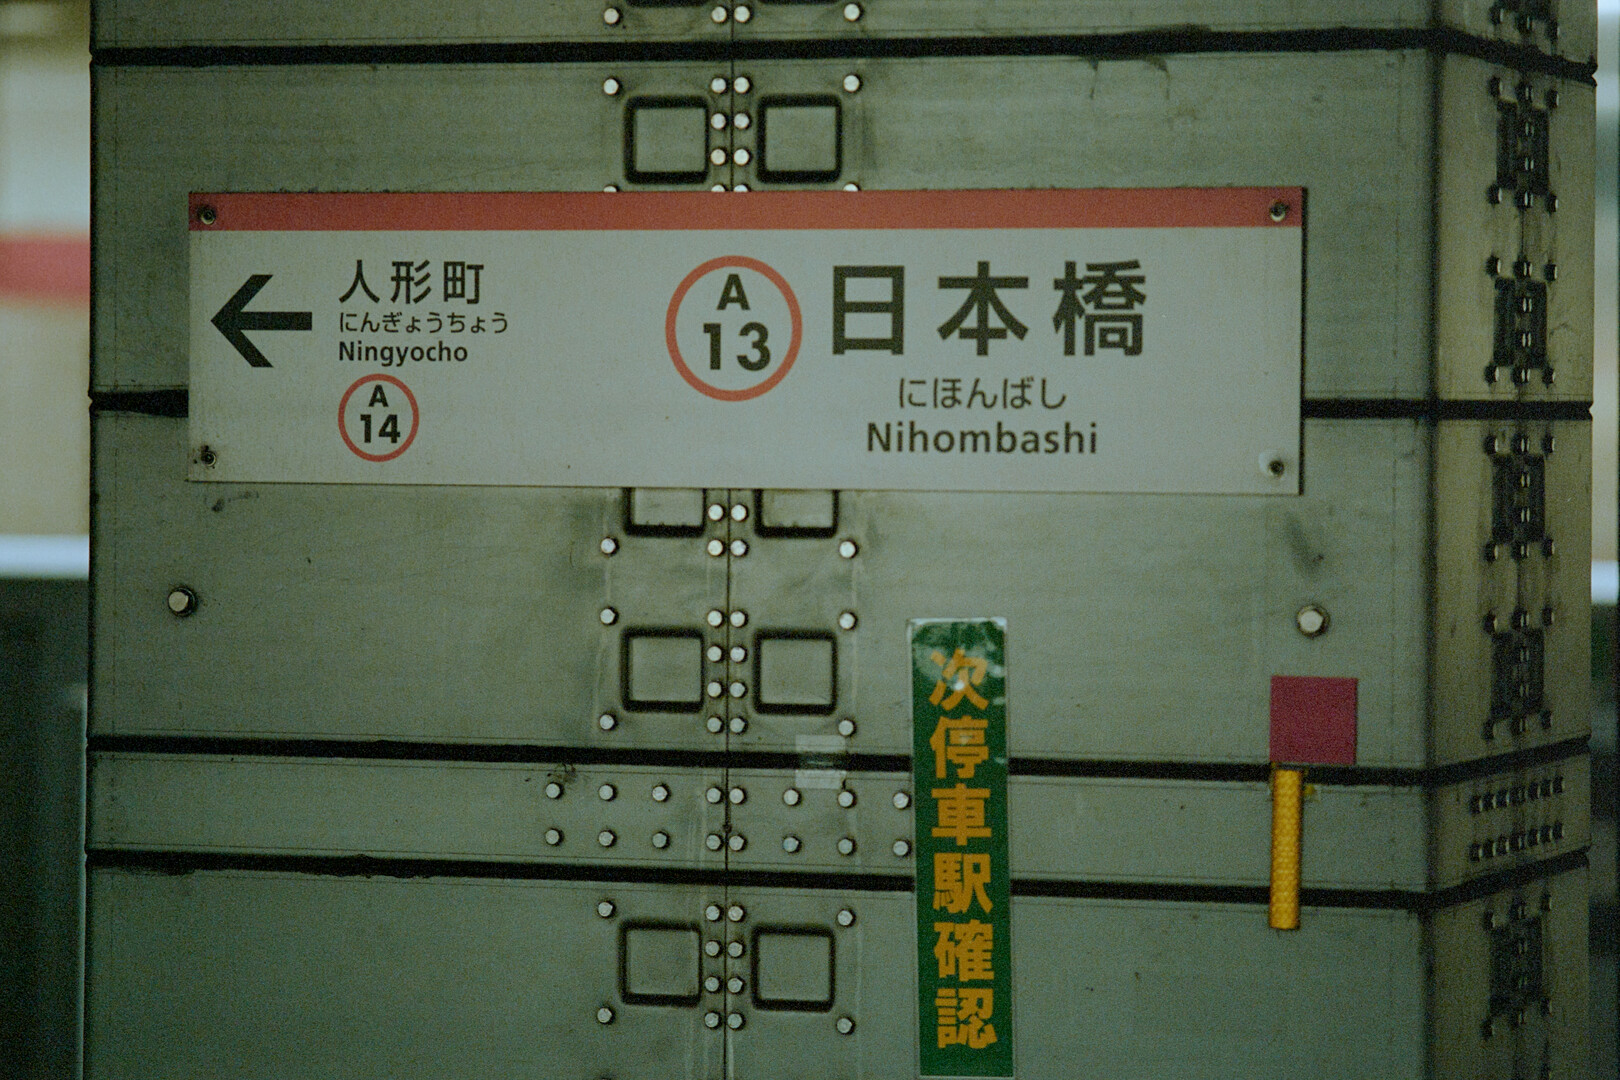 人形町
にんぎょうちょう
Ningyocho
A
14
A
13
日本橋
にほんばし
Nihombashi
次停車駅確認